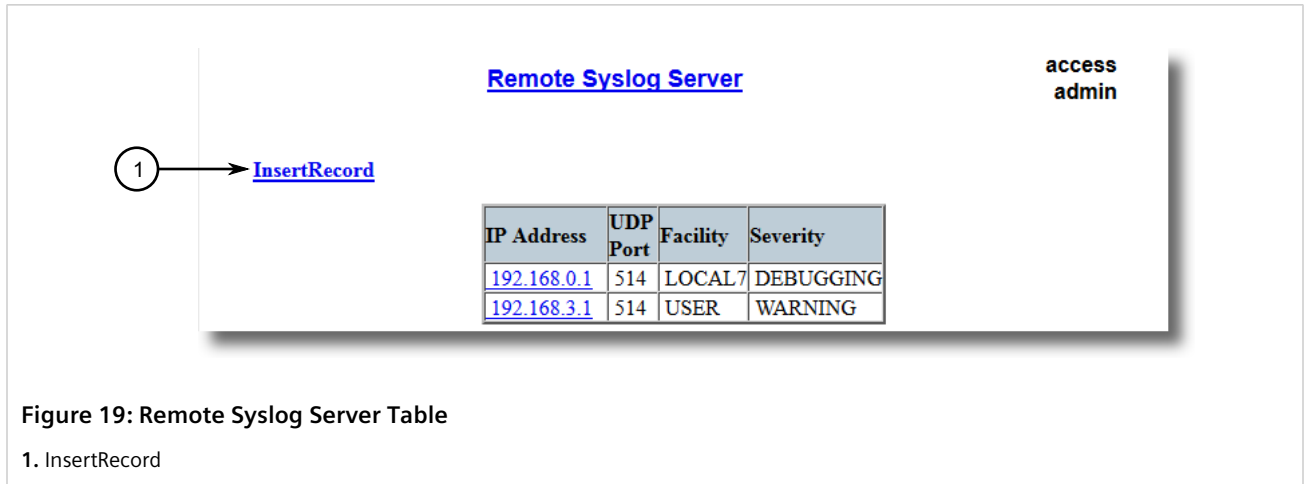 Remote Syslog Server
access
admin
1
InsertRecord
IP Address UDP Port Facility Severity
192.168.0.1 514 LOCAL7 DEBUGGING
192.168.3.1 514 USER WARNING
Figure 19: Remote Syslog Server Table
1. InsertRecord